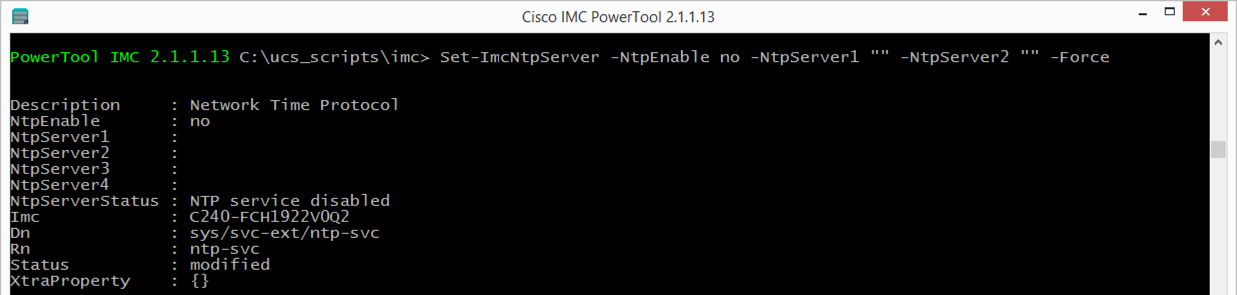 Cisco IMC PowerTool 2.1.1.13
PowerTool IMC 2.1.1.13 C:\ucs_scripts\imc> Set-ImcNtpServer -NtpEnable no -NtpServer1 "" -NtpServer2 "" -Force
Description : Network Time Protocol
NtpEnable : no
NtpServer1 :
NtpServer2 :
NtpServer3 :
NtpServer4 :
NtpServerStatus : NTP service disabled
Imc : C240-FCH1922V0Q2
Dn : sys/svc-ext/ntp-svc
Rn : ntp-svc
Status : modified
XtraProperty : {}